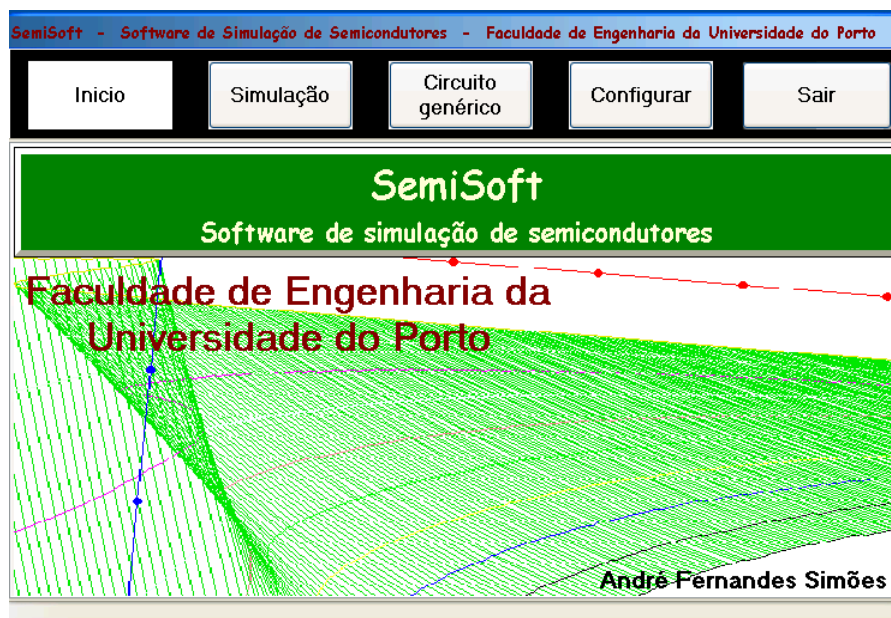 SemiSoft - Software de Simulação de Semicondutores - Faculdade de Engenharia da Universidade do Porto
Inicio
Simulação
Circuito
genérico
Configurar
Sair
SemiSoft
Software de simulação de semicondutores
Faculdade de Engenharia da
Universidade do Porto
André Fernandes Simões